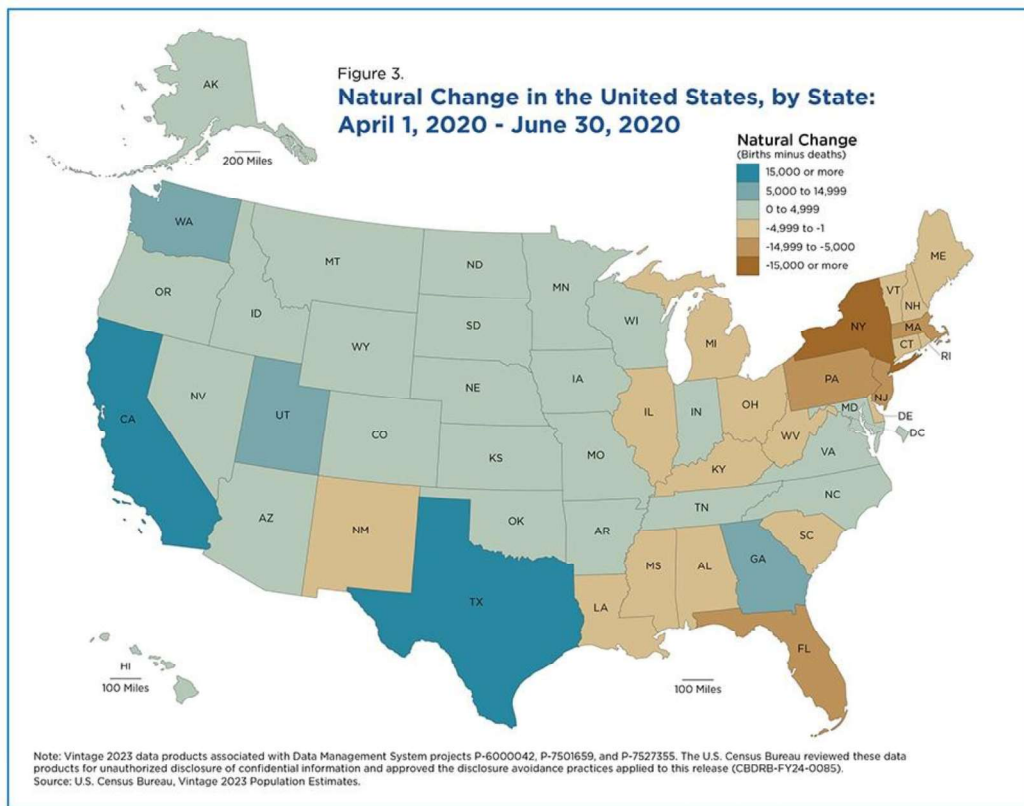 Figure 3.
Natural Change in the United States, by State:
April 1, 2020 - June 30, 2020
Natural Change
(Births minus deaths)
15,000 or more
5,000 to 14,999
0 to 4,999
-4,999 to -1
-14,999 to -5,000
-15,000 or more
AK
200 Miles
WA
MT
ND
MN
ME
VT
NH
OR
ID
SD
WI
NY
MA
WY
MI
CT
RI
IA
PA
NE
NV
OH
NJ
CA
UT
IL
IN
MD
DE
CO
WV
DC
KS
MO
VA
KY
NC
TN
AZ
NM
OK
AR
SC
MS
AL
GA
TX
LA
FL
HI
100 Miles
100 Miles
Note: Vintage 2023 data products associated with Data Management System projects P-6000042, P-7501659, and P-7527355. The U.S. Census Bureau reviewed these data
products for unauthorized disclosure of confidential information and approved the disclosure avoidance practices applied to this release (CBDRB-FY24-0085).
Source: U.S. Census Bureau, Vintage 2023 Population Estimates.